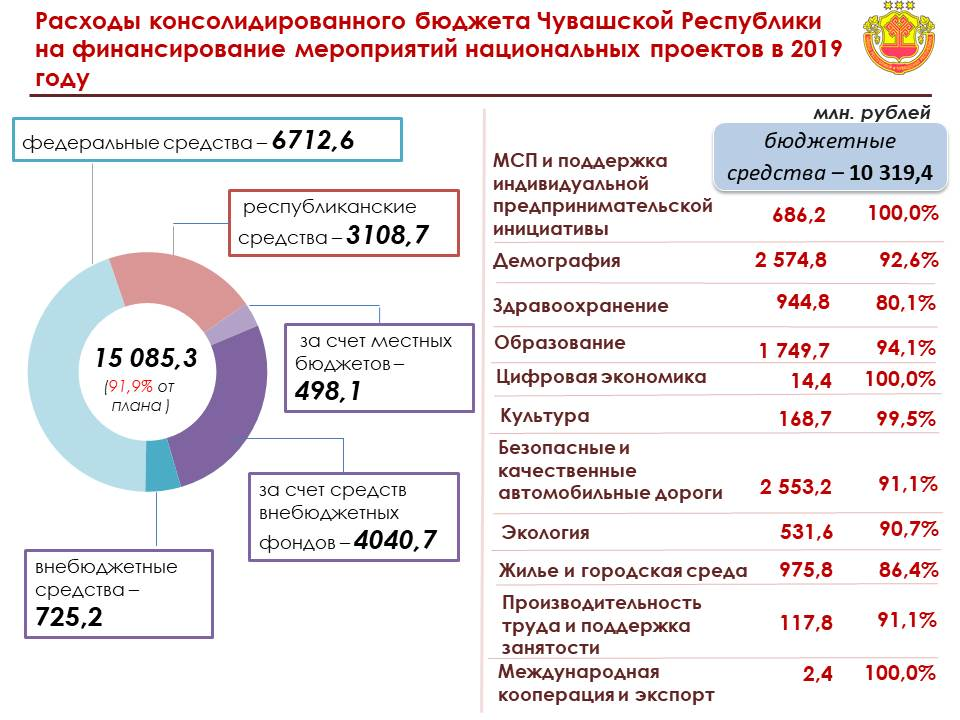 Расходы консолидированного бюджета Чувашской Республики
на финансирование мероприятий национальных проектов в 2019
году
федеральные средства – 6712,6
республиканские
средства – 3108,7
15 085,3
(91,9% от
плана )
за счет местных
бюджетов –
498,1
за счет средств
внебюджетных
фондов – 4040,7
внебюджетные
средства –
725,2
млн. рублей
бюджетные
средства – 10 319,4
МСП и поддержка
индивидуальной
предпринимательской
инициативы
686,2 100,0%
Демография 2 574,8 92,6%
Здравоохранение 944,8 80,1%
Образование 1 749,7 94,1%
Цифровая экономика 14,4 100,0%
Культура 168,7 99,5%
Безопасные и
качественные
автомобильные дороги 2 553,2 91,1%
Экология 531,6 90,7%
Жилье и городская среда 975,8 86,4%
Производительность
труда и поддержка 117,8 91,1%
занятости
Международная 2,4 100,0%
кооперация и экспорт